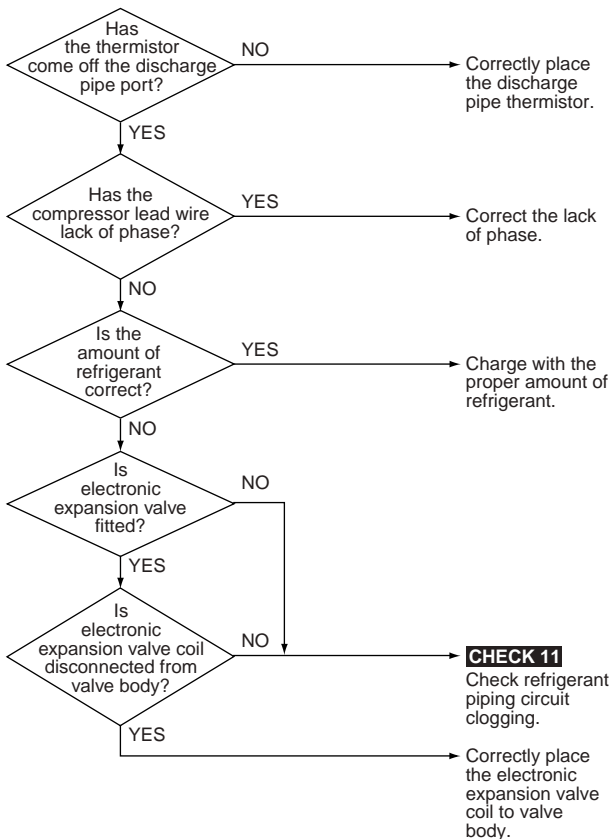 Has
the thermistor
come off the discharge
pipe port?
NO
Correctly place
the discharge
pipe thermistor.
YES
Has the
compressor lead wire
lack of phase?
YES
Correct the lack
of phase.
NO
Is the
amount of
refrigerant
correct?
YES
Charge with the
proper amount of
refrigerant.
NO
Is
electronic
expansion valve
fitted?
NO
YES
Is
electronic
expansion valve coil
disconnected from
valve body?
NO
CHECK 11
Check refrigerant
piping circuit
clogging.
YES
Correctly place
the electronic
expansion valve
coil to valve
body.